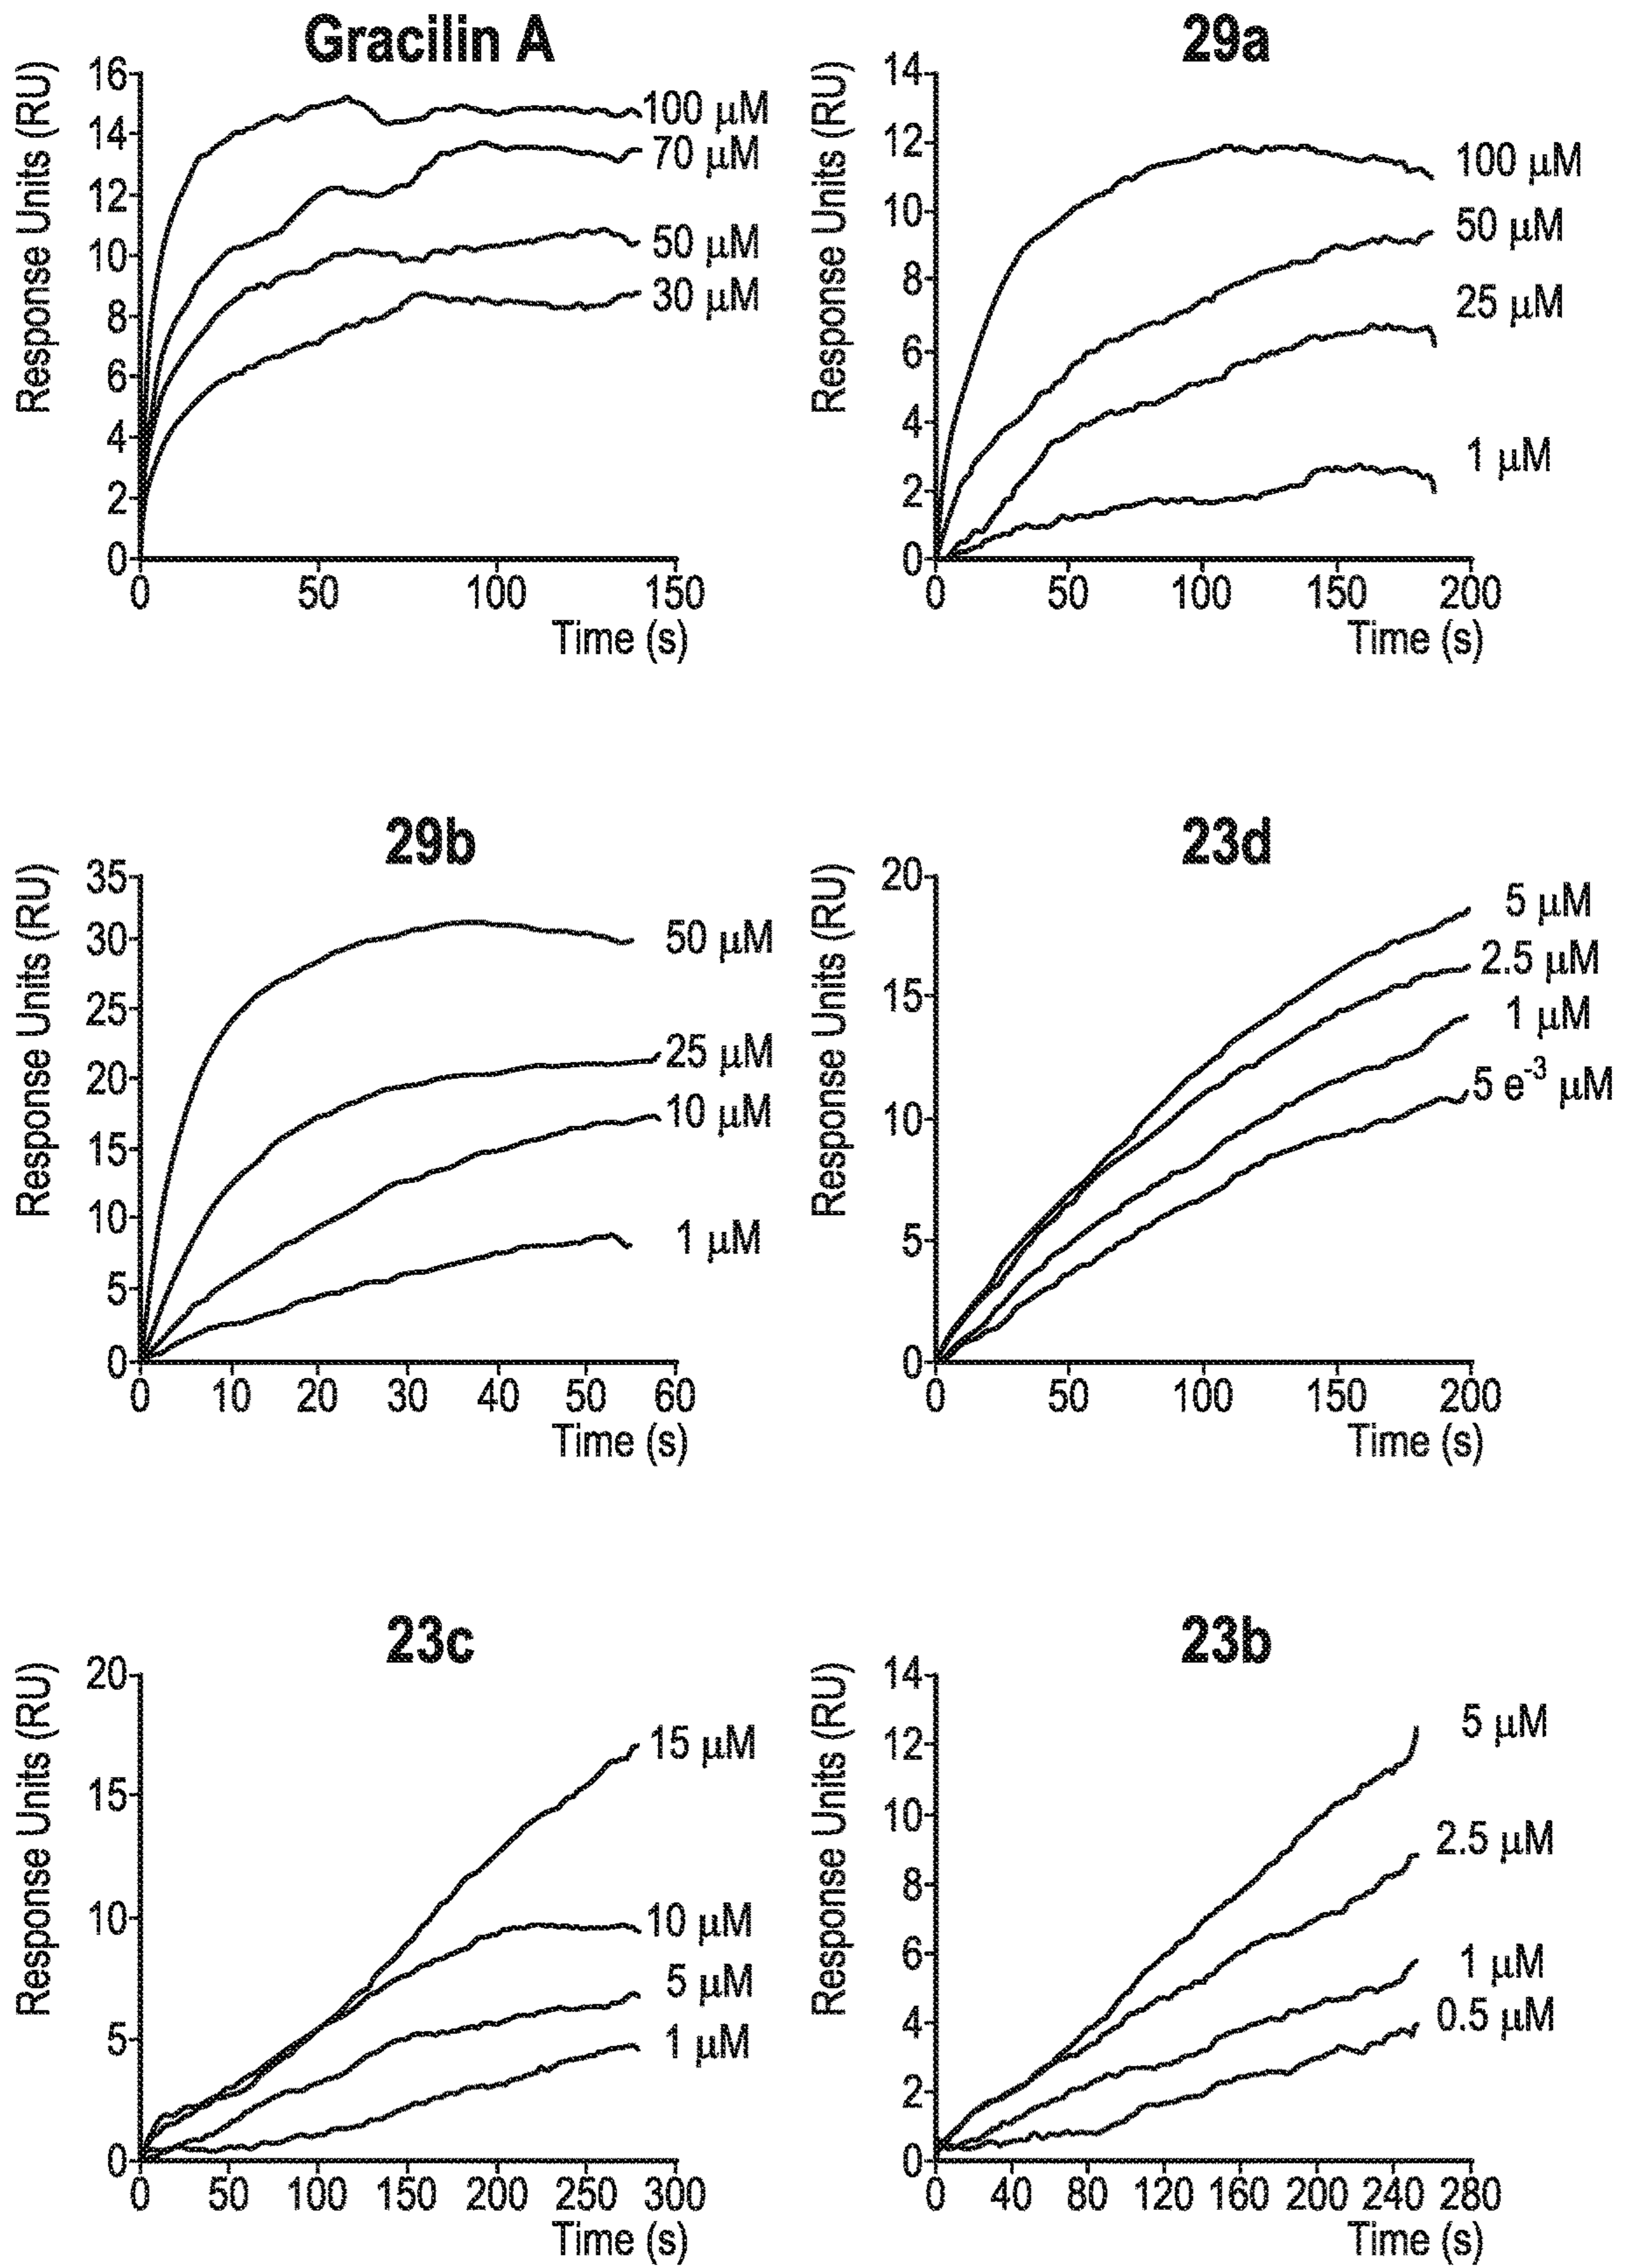 Gracilin A
Response Units (RU)
16
14
12
10
8
6
4
2
0
100 μM
70 μM
50 μM
30 μM
0 50 100 150
Time (s)
29a
Response Units (RU)
14
12
10
8
6
4
2
0
100 μM
50 μM
25 μM
1 μM
0 50 100 150 200
Time (s)
29b
Response Units (RU)
35
30
25
20
15
10
5
0
50 μM
25 μM
10 μM
1 μM
0 10 20 30 40 50 60
Time (s)
23d
Response Units (RU)
20
15
10
5
0
5 μM
2.5 μM
1 μM
5 e⁻³ μM
0 50 100 150 200
Time (s)
23c
Response Units (RU)
20
15
10
5
0
15 μM
10 μM
5 μM
1 μM
0 50 100 150 200 250 300
Time (s)
23b
Response Units (RU)
14
12
10
8
6
4
2
0
5 μM
2.5 μM
1 μM
0.5 μM
0 40 80 120 160 200 240 280
Time (s)